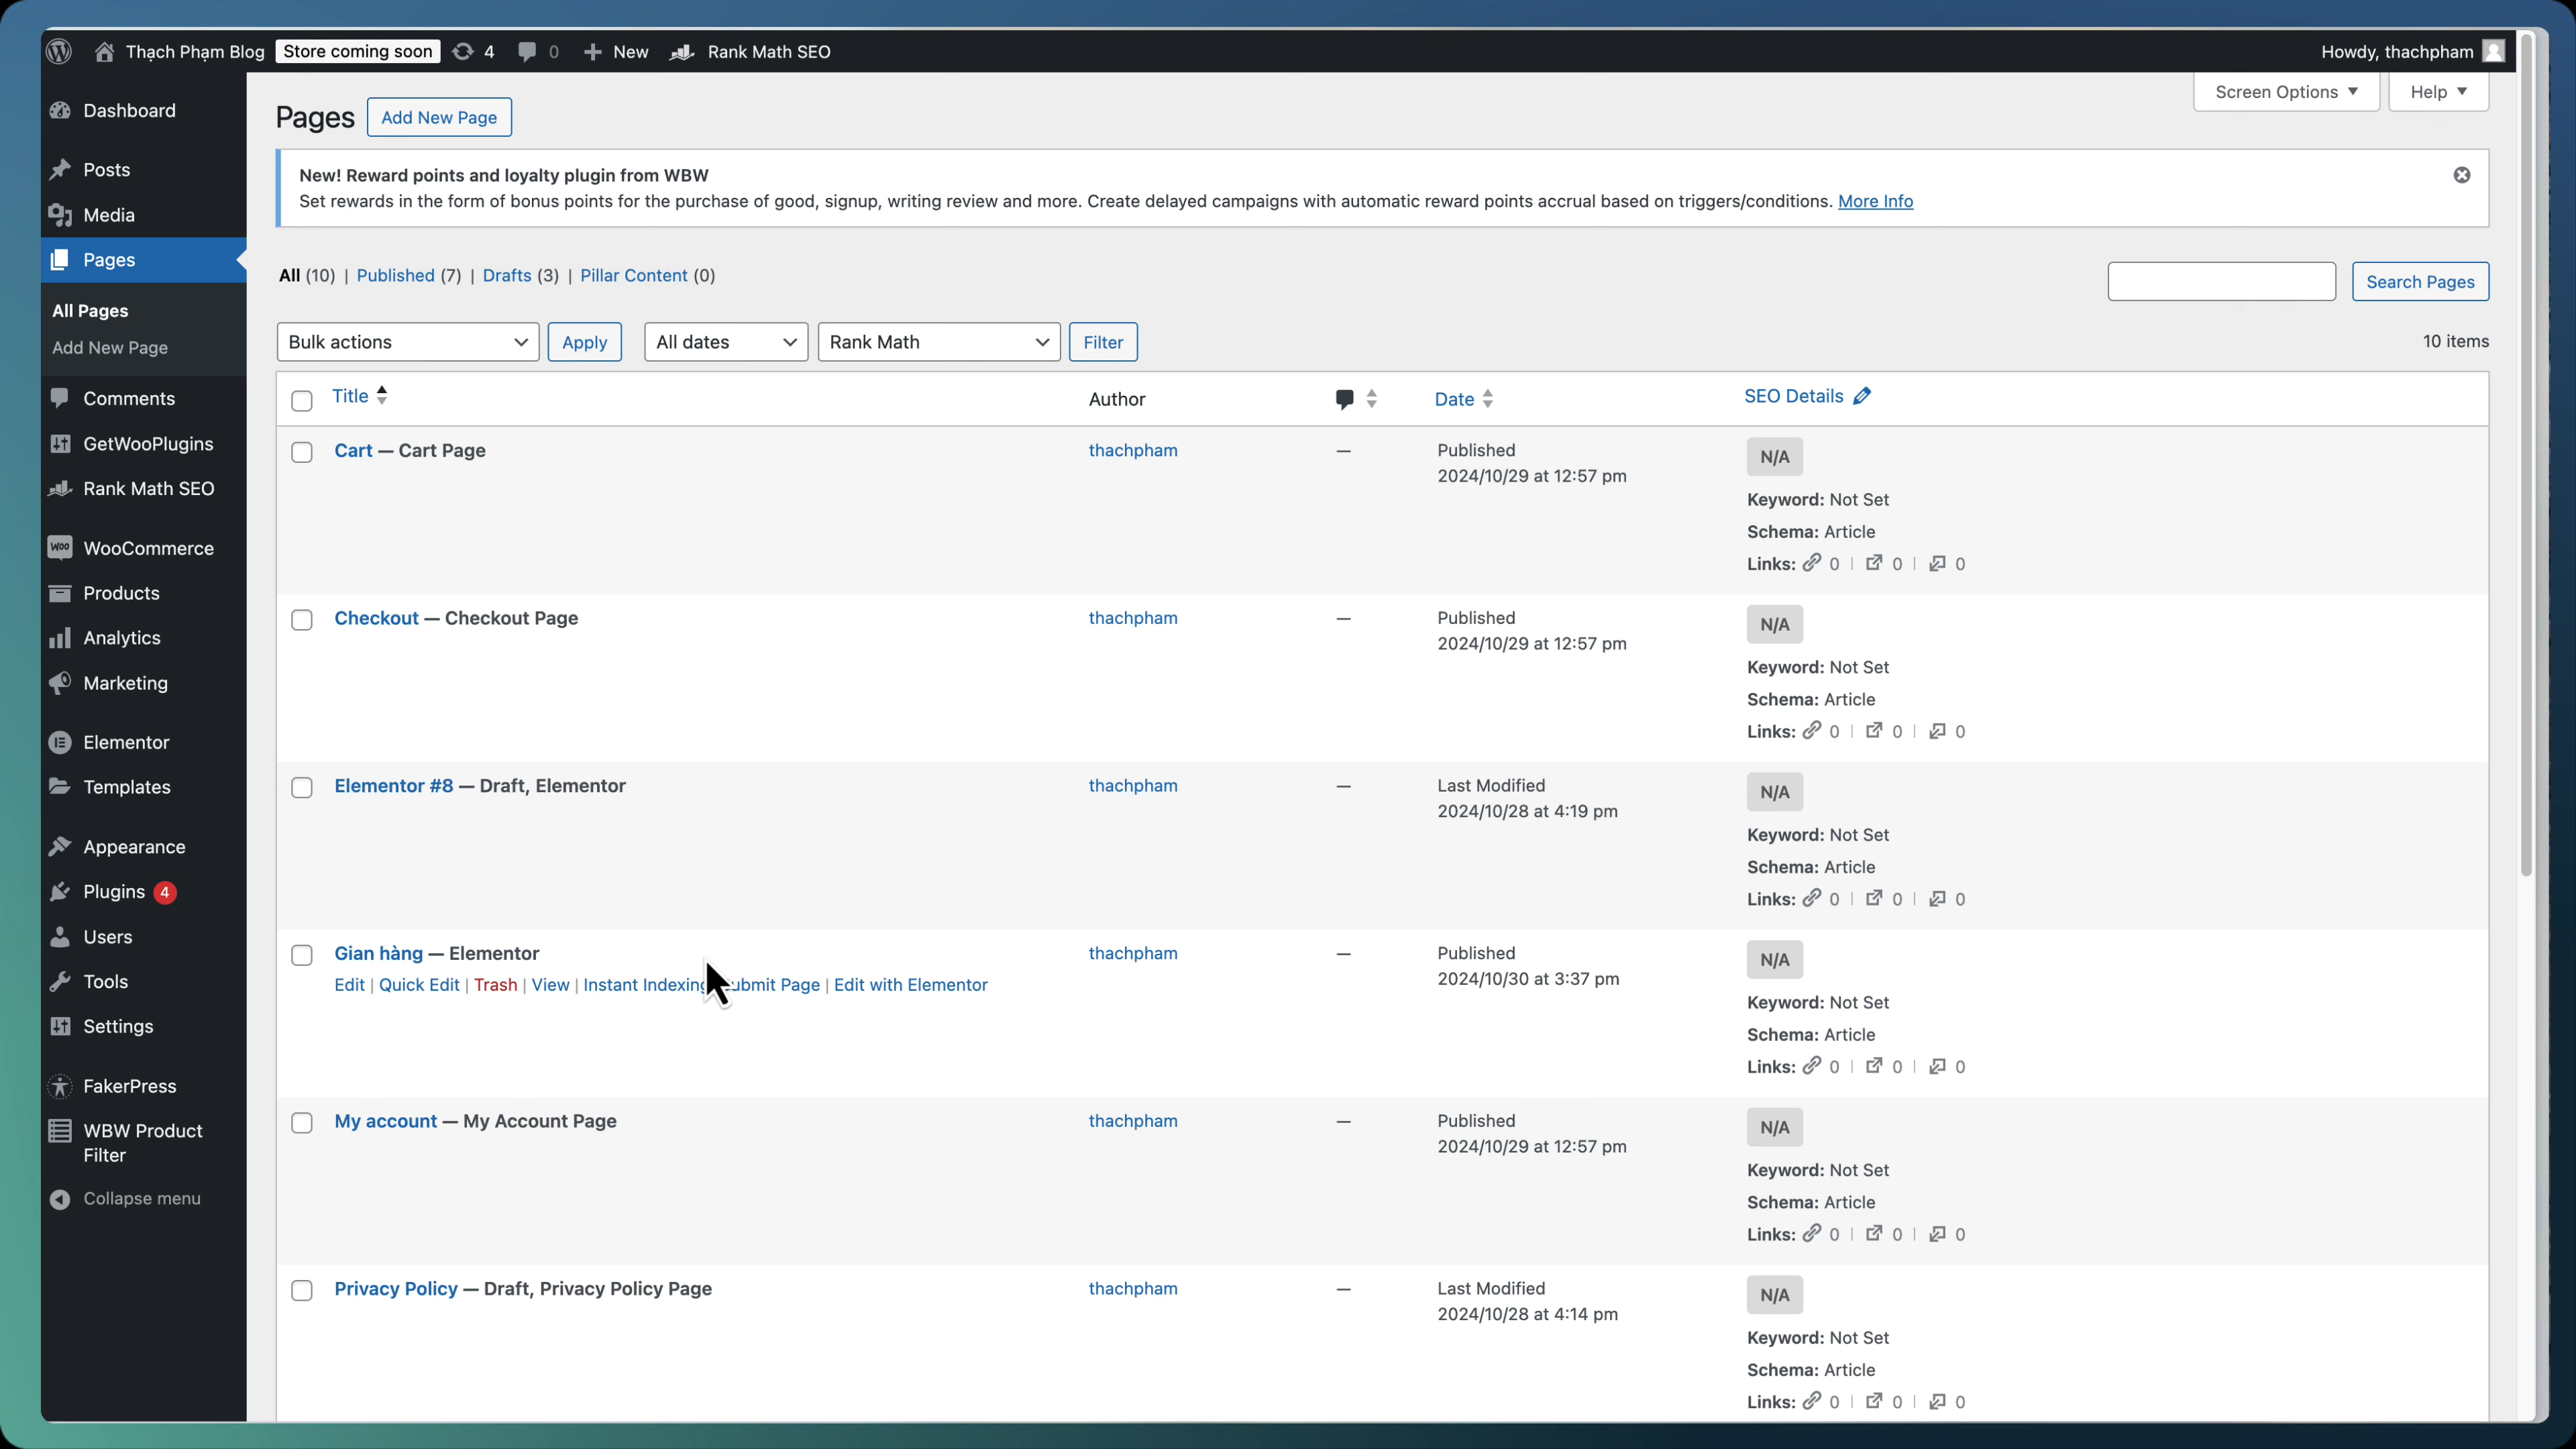 Thạch Phạm Blog Store coming soon 4 0 New Rank Math SEO Howdy, thachpham
Dashboard
Posts
Media
Pages
All Pages
Add New Page
Comments
GetWooPlugins
Rank Math SEO
WooCommerce
Products
Analytics
Marketing
Elementor
Templates
Appearance
Plugins 4
Users
Tools
Settings
FakerPress
WBW Product
Filter
Collapse menu
Screen Options Help
Pages Add New Page
New! Reward points and loyalty plugin from WBW
Set rewards in the form of bonus points for the purchase of good, signup, writing review and more. Create delayed campaigns with automatic reward points accrual based on triggers/conditions. More Info
All (10) | Published (7) | Drafts (3) | Pillar Content (0)
Search Pages
Bulk actions Apply All dates Rank Math Filter 10 items
Title Author Date SEO Details
Cart — Cart Page thachpham — Published N/A
2024/10/29 at 12:57 pm
Keyword: Not Set
Schema: Article
Links: 0 | 0 | 0
Checkout — Checkout Page thachpham — Published N/A
2024/10/29 at 12:57 pm
Keyword: Not Set
Schema: Article
Links: 0 | 0 | 0
Elementor #8 — Draft, Elementor thachpham — Last Modified N/A
2024/10/28 at 4:19 pm
Keyword: Not Set
Schema: Article
Links: 0 | 0 | 0
Gian hàng — Elementor thachpham — Published N/A
Edit | Quick Edit | Trash | View | Instant Indexing Page | Edit with Elementor 2024/10/30 at 3:37 pm
Keyword: Not Set
Schema: Article
Links: 0 | 0 | 0
My account — My Account Page thachpham — Published N/A
2024/10/29 at 12:57 pm
Keyword: Not Set
Schema: Article
Links: 0 | 0 | 0
Privacy Policy — Draft, Privacy Policy Page thachpham — Last Modified N/A
2024/10/28 at 4:14 pm
Keyword: Not Set
Schema: Article
Links: 0 | 0 | 0